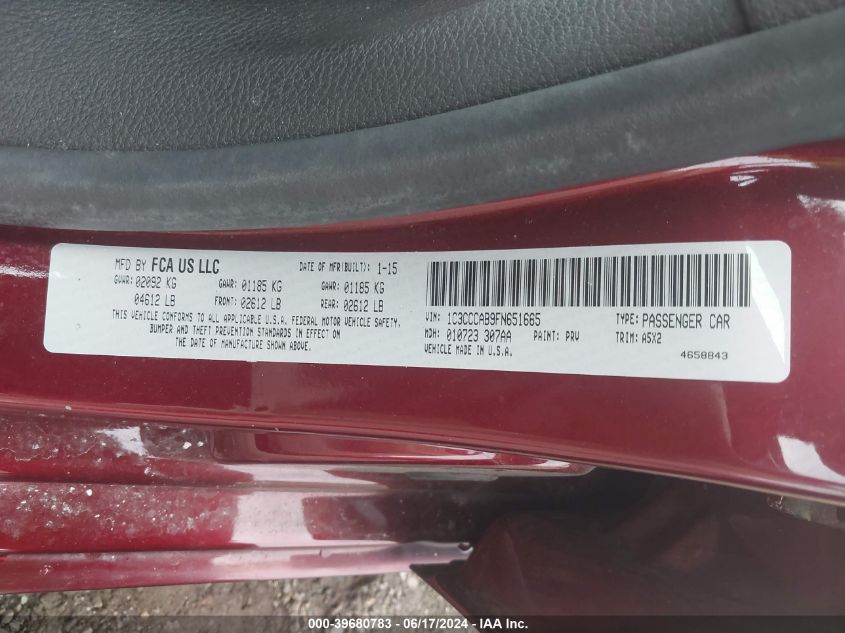 MFD BY FCA US LLC DATE OF MFR(BUILT): 1-15
GVWR: 02092 KG GAWR: 01185 KG GAWR: 01185 KG
04612 LB FRONT: 02612 LB REAR: 02612 LB
THIS VEHICLE CONFORMS TO ALL APPLICABLE U.S.A. FEDERAL MOTOR VEHICLE SAFETY,
BUMPER AND THEFT PREVENTION STANDARDS IN EFFECT ON
THE DATE OF MANUFACTURE SHOWN ABOVE.
VIN: 1C3CCCAB9FN651665 TYPE: PASSENGER CAR
MDH: 010723 307AA PAINT: PRV TRIM: A5X2
VEHICLE MADE IN U.S.A.
4658843
000-39680783 - 06/17/2024 - IAA Inc.